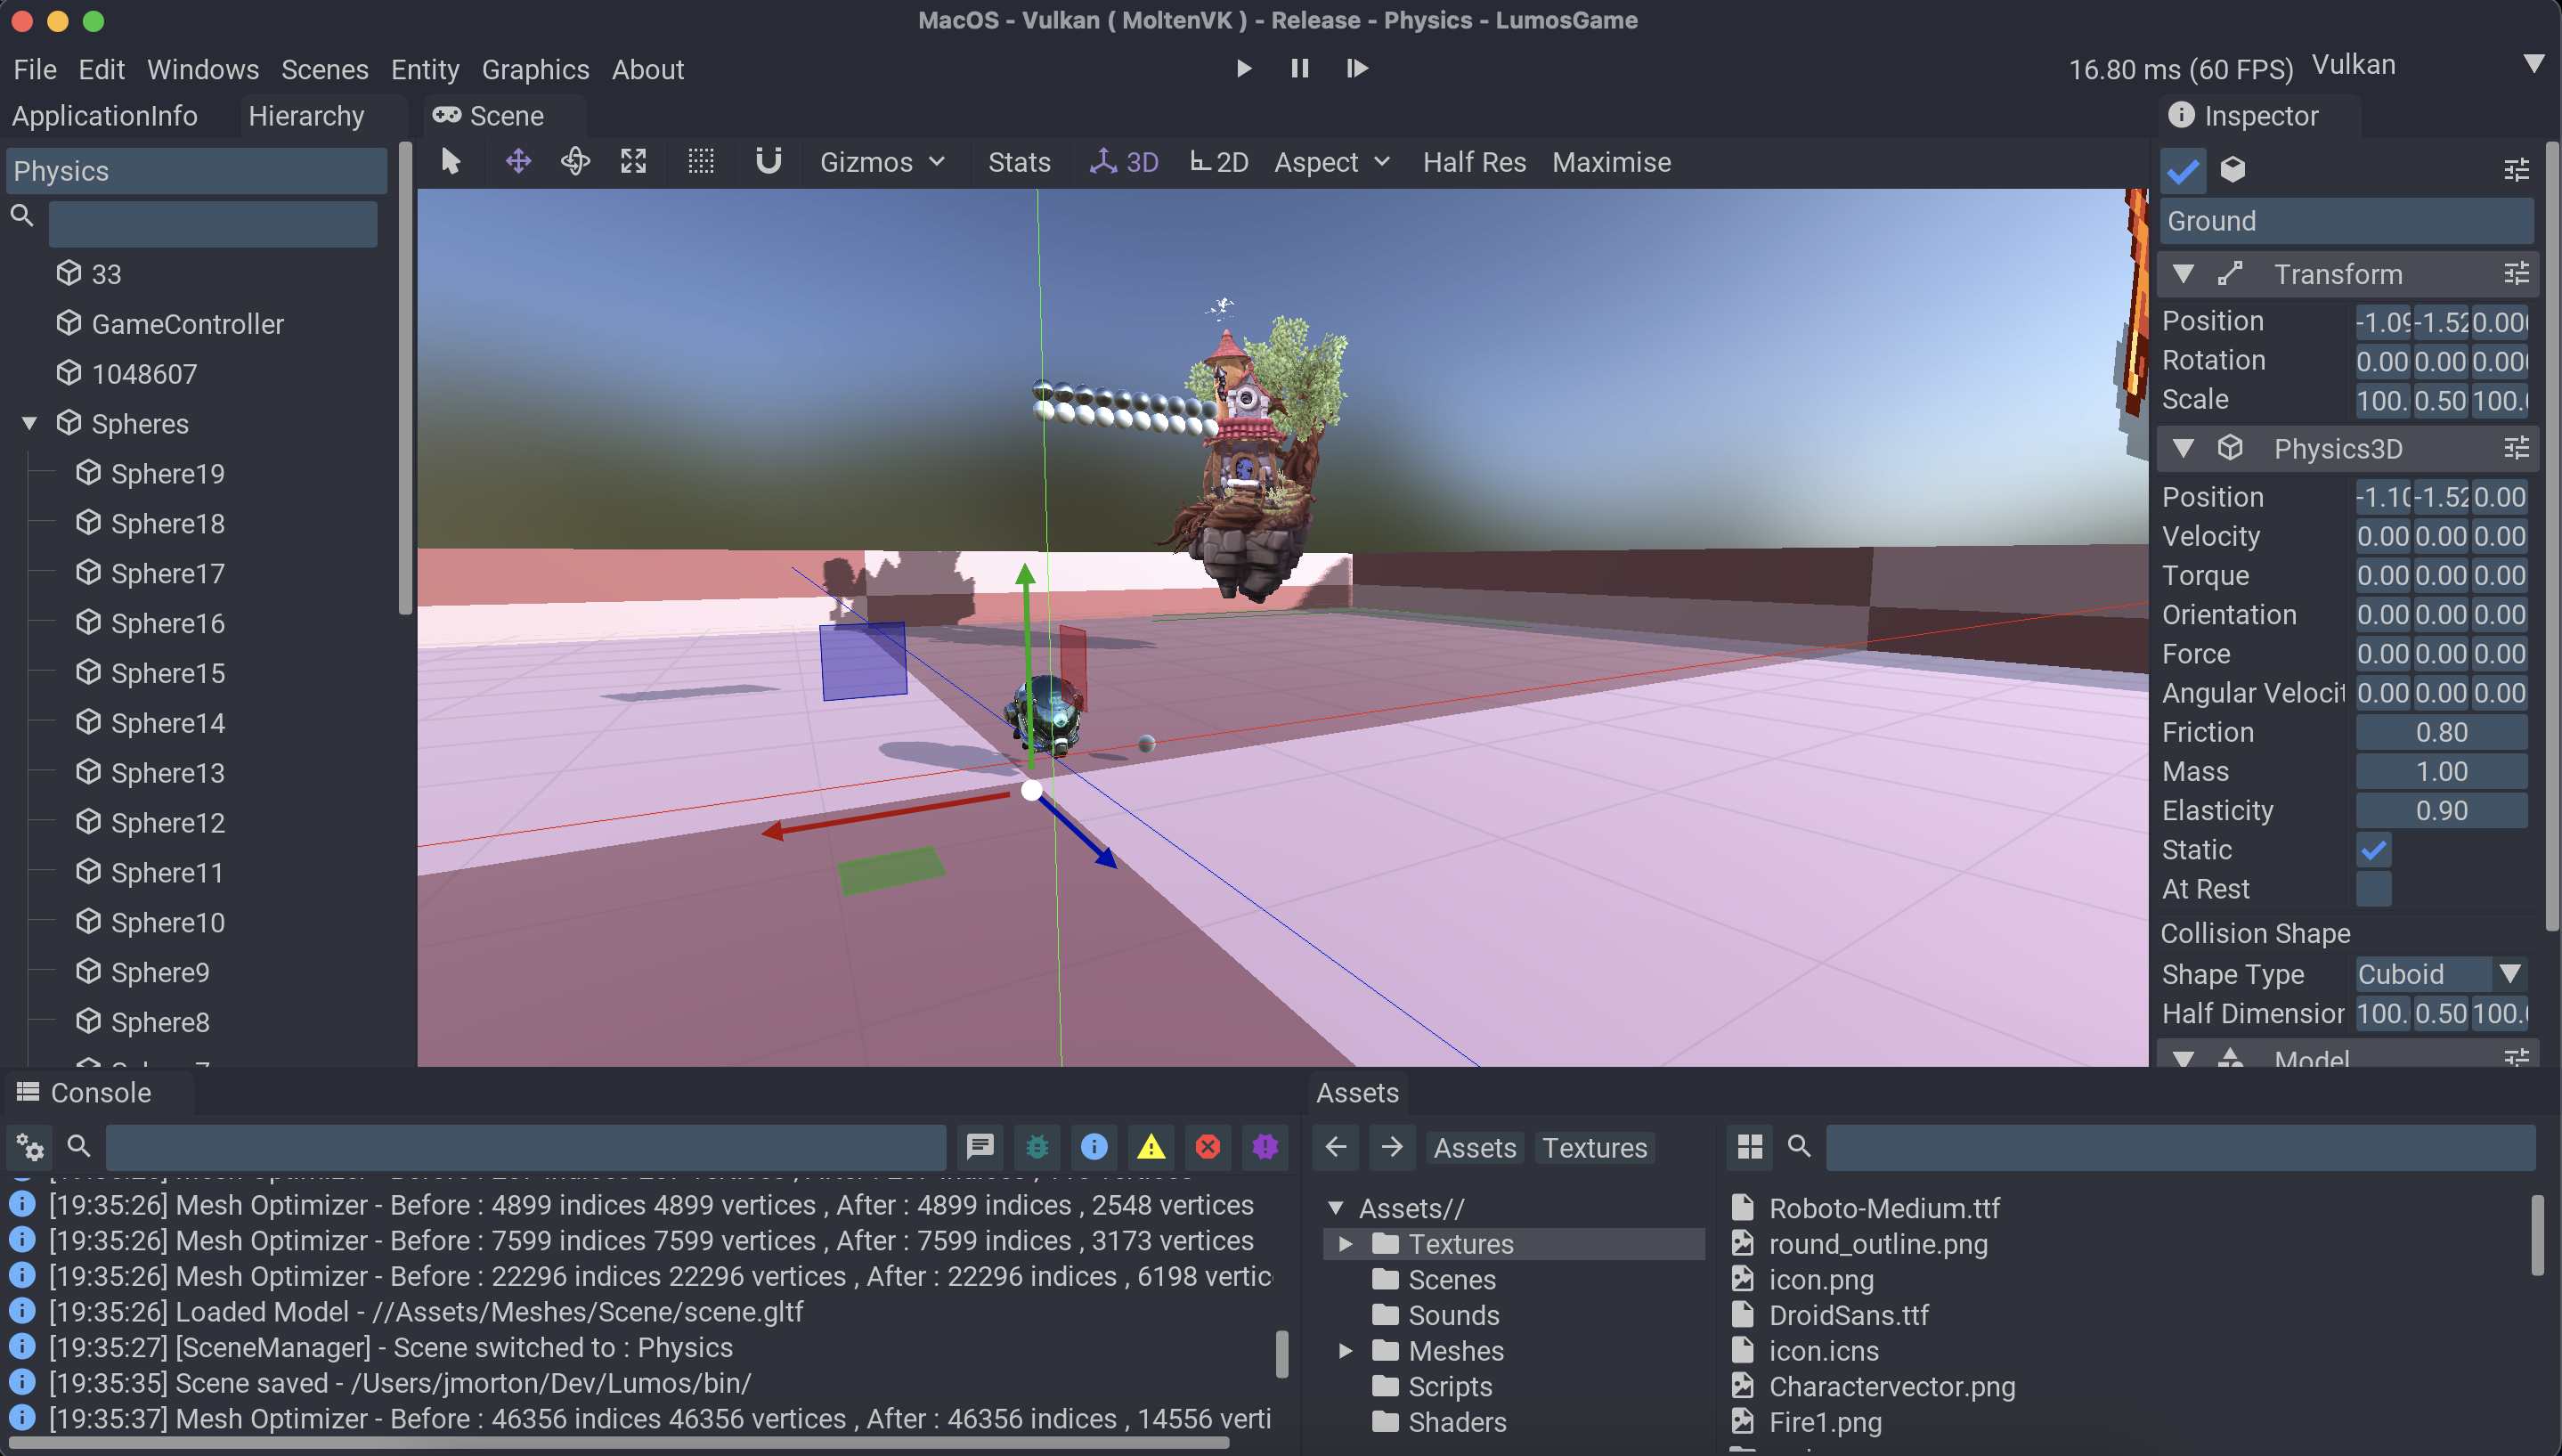 MacOS - Vulkan ( MoltenVK ) - Release - Physics - LumosGame
File Edit Windows Scenes Entity Graphics About
16.80 ms (60 FPS) Vulkan
ApplicationInfo Hierarchy
Scene
Inspector
Physics
Gizmos Stats 3D 2D Aspect Half Res Maximise
33
GameController
1048607
Spheres
Sphere19
Sphere18
Sphere17
Sphere16
Sphere15
Sphere14
Sphere13
Sphere12
Sphere11
Sphere10
Sphere9
Sphere8
Ground
Transform
Position -1.09 -1.52 0.00
Rotation 0.00 0.00 0.00
Scale 100. 0.50 100.
Physics3D
Position -1.10 -1.52 0.00
Velocity 0.00 0.00 0.00
Torque 0.00 0.00 0.00
Orientation 0.00 0.00 0.00
Force 0.00 0.00 0.00
Angular Velocit 0.00 0.00 0.00
Friction 0.80
Mass 1.00
Elasticity 0.90
Static
At Rest
Collision Shape
Shape Type Cuboid
Half Dimension 100. 0.50 100.
Model
Console
[19:35:26] Mesh Optimizer - Before : 4899 indices 4899 vertices , After : 4899 indices , 2548 vertices
[19:35:26] Mesh Optimizer - Before : 7599 indices 7599 vertices , After : 7599 indices , 3173 vertices
[19:35:26] Mesh Optimizer - Before : 22296 indices 22296 vertices , After : 22296 indices , 6198 vertic
[19:35:26] Loaded Model - //Assets/Meshes/Scene/scene.gltf
[19:35:27] [SceneManager] - Scene switched to : Physics
[19:35:35] Scene saved - /Users/jmorton/Dev/Lumos/bin/
[19:35:37] Mesh Optimizer - Before : 46356 indices 46356 vertices , After : 46356 indices , 14556 verti
Assets
Assets Textures
Assets//
Textures
Scenes
Sounds
Meshes
Scripts
Shaders
Roboto-Medium.ttf
round_outline.png
icon.png
DroidSans.ttf
icon.icns
Charactervector.png
Fire1.png